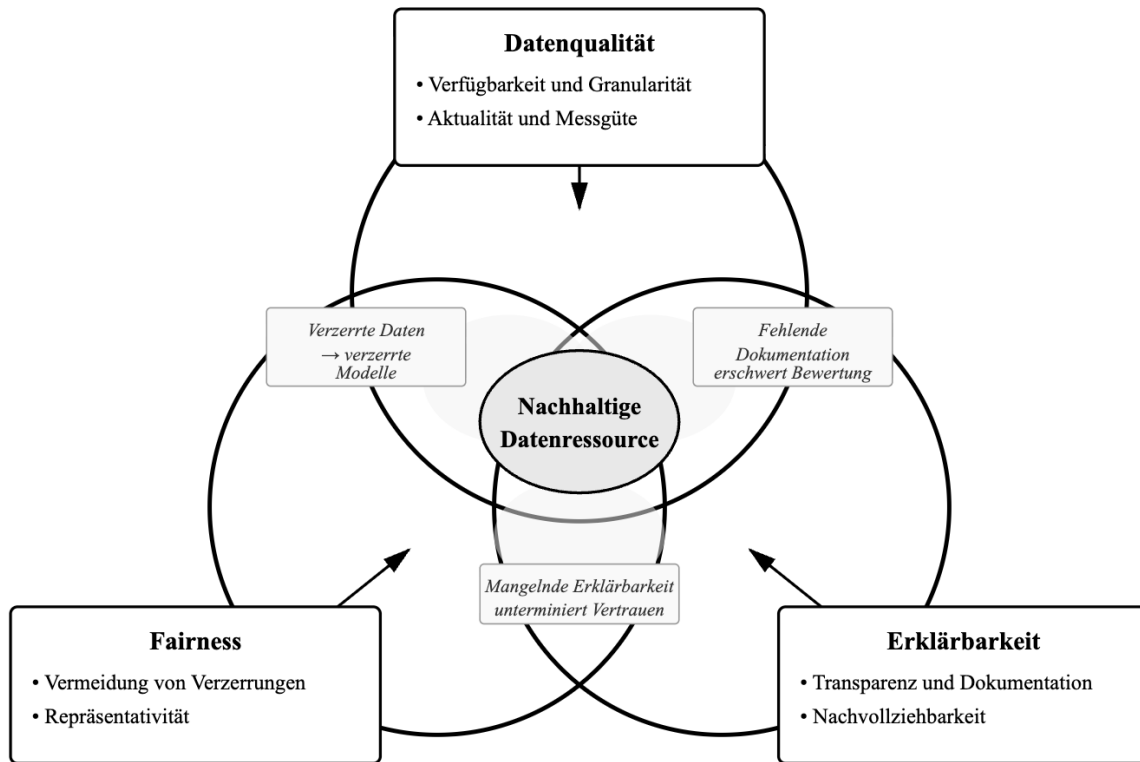 Datenqualität
• Verfügbarkeit und Granularität
• Aktualität und Messgüte
Verzerrte Daten
→ verzerrte
Modelle
Fehlende
Dokumentation
erschwert Bewertung
Nachhaltige
Datenressource
Mangelnde Erklärbarkeit
unterminiert Vertrauen
Fairness
• Vermeidung von Verzerrungen
• Repräsentativität
Erklärbarkeit
• Transparenz und Dokumentation
• Nachvollziehbarkeit